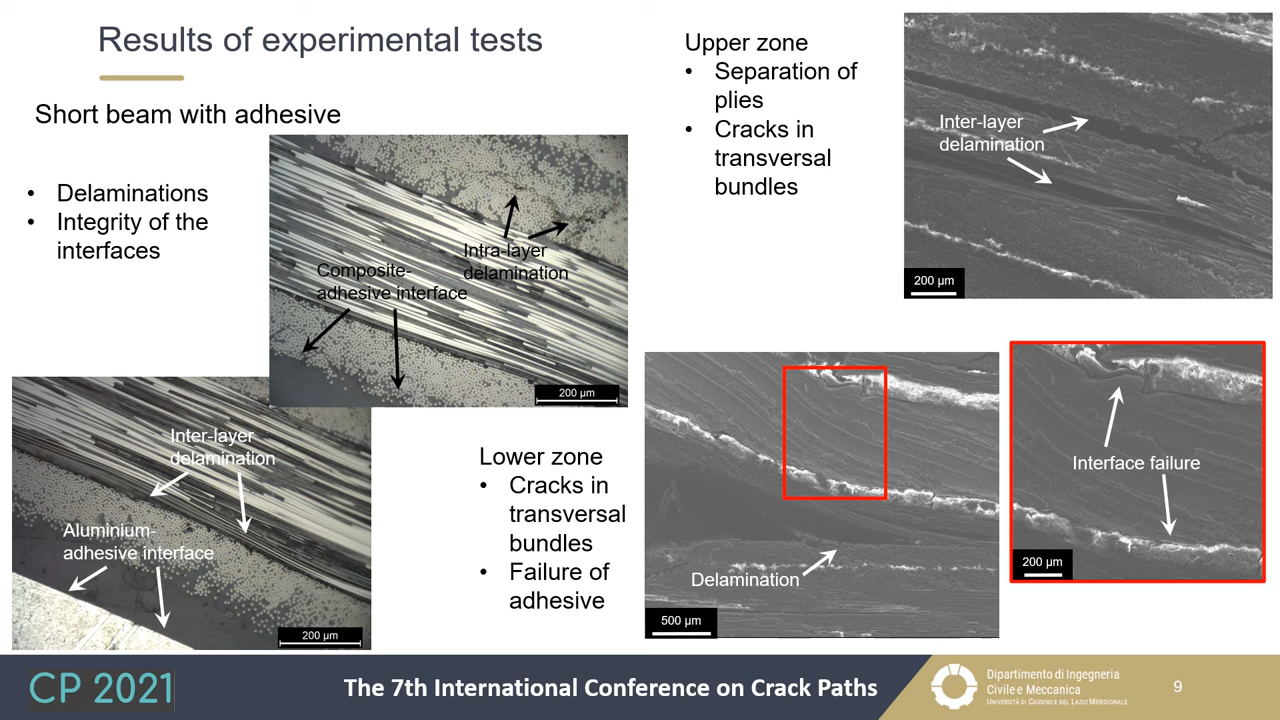 Results of experimental tests
Short beam with adhesive
• Delaminations
• Integrity of the
interfaces
Intra-layer
delamination
Composite-
adhesive interface
200 µm
Inter-layer
delamination
Aluminium-
adhesive interface
200 µm
Lower zone
• Cracks in
transversal
bundles
• Failure of
adhesive
Upper zone
• Separation of
plies
• Cracks in
transversal
bundles
Inter-layer
delamination
200 µm
Delamination
500 µm
Interface failure
200 µm
CP 2021
The 7th International Conference on Crack Paths
Dipartimento di Ingegneria
Civile e Meccanica
Università di Cassino e del Lazio Meridionale
9